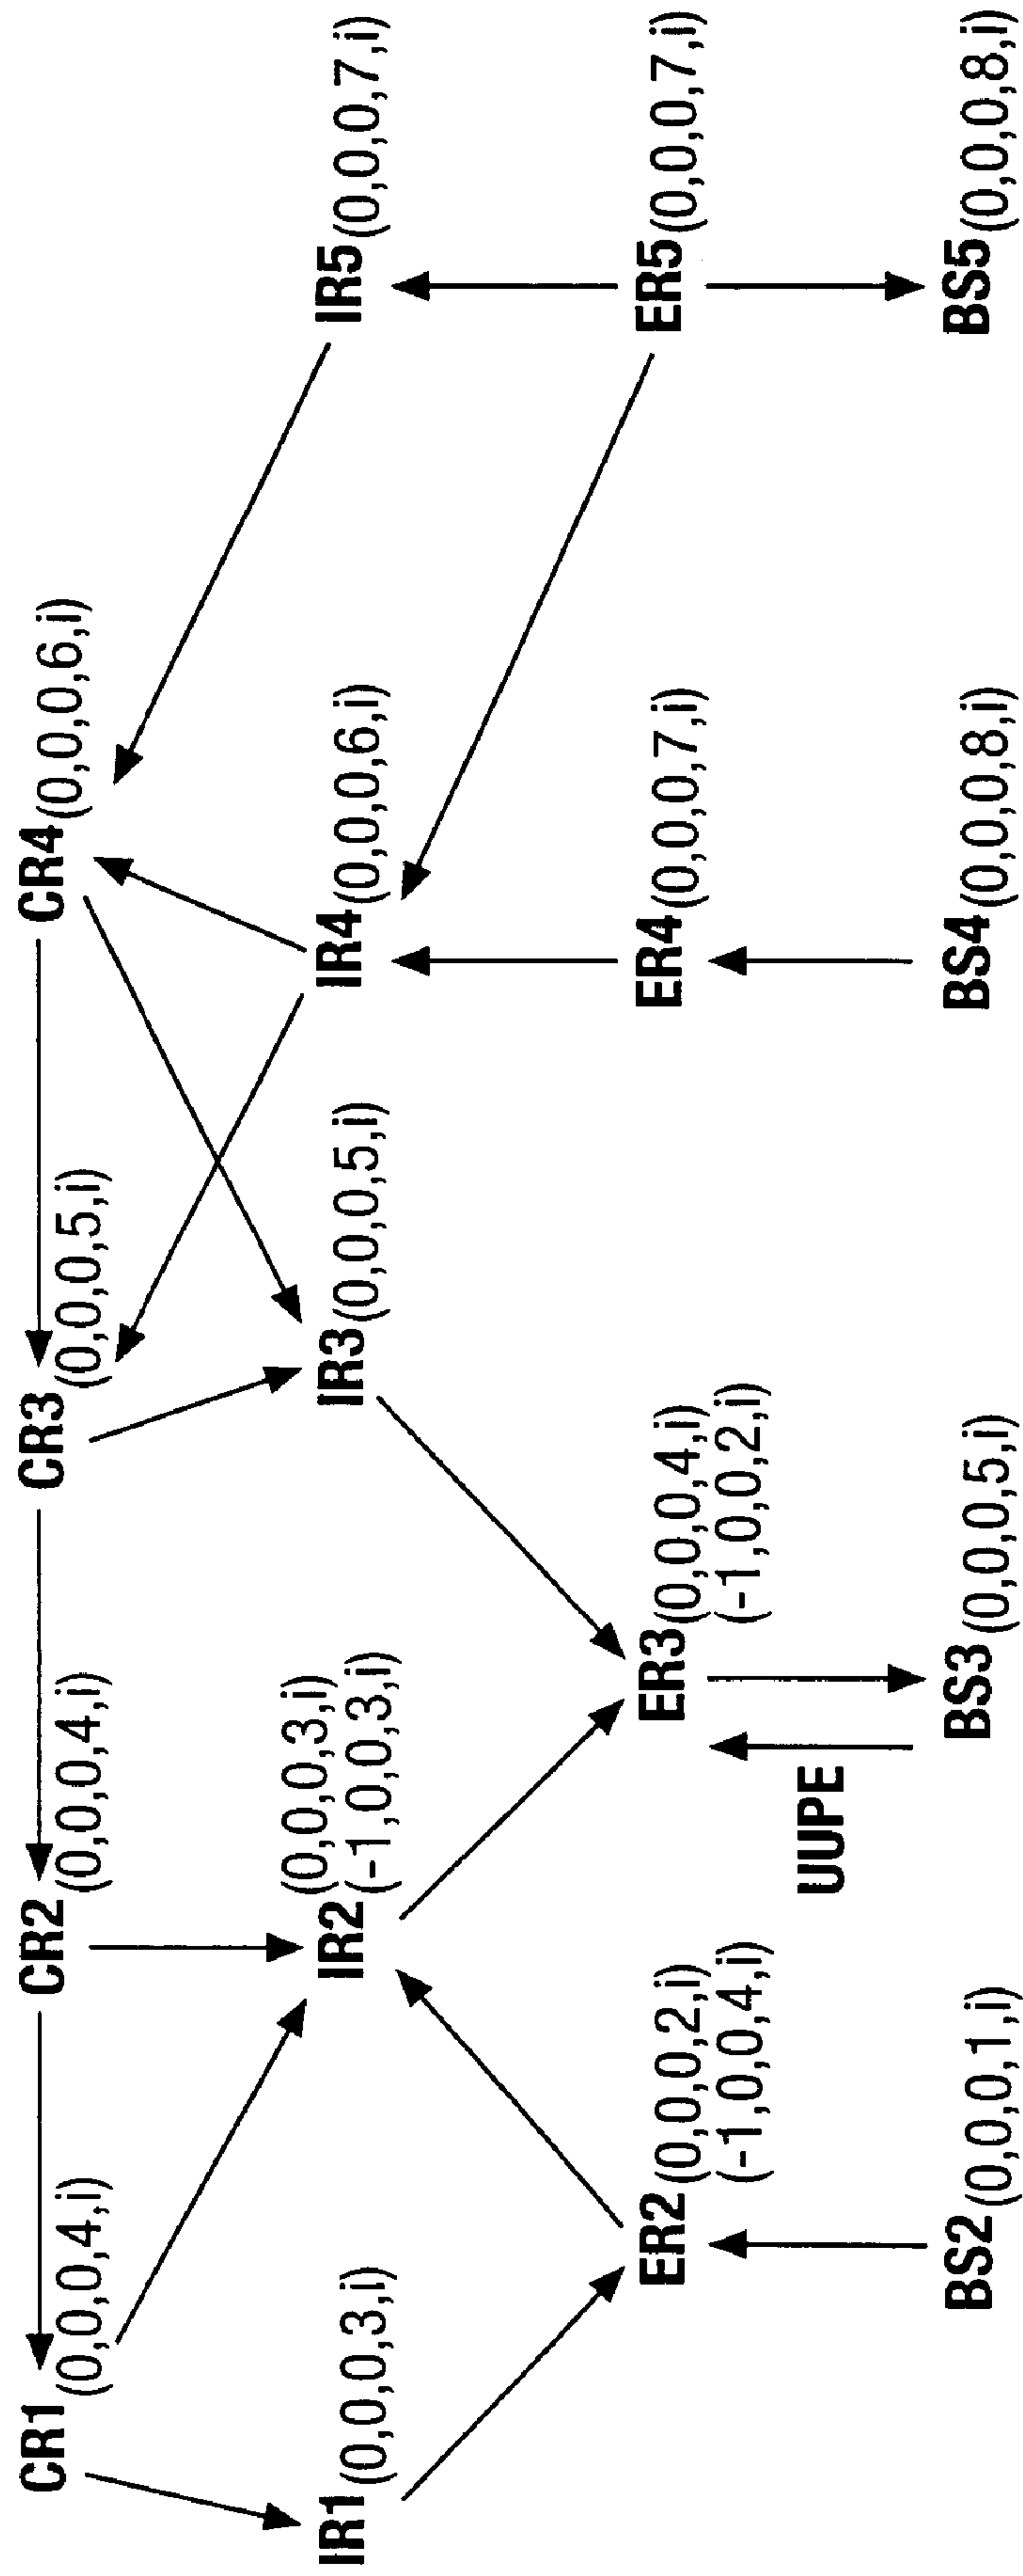 CR1(0,0,0,4,i)
CR2(0,0,0,4,i)
CR3(0,0,0,5,i)
CR4(0,0,0,6,i)
IR1(0,0,0,3,i)
IR2(0,0,0,3,i)
(-1,0,0,3,i)
IR3(0,0,0,5,i)
IR4(0,0,0,6,i)
IR5(0,0,0,7,i)
ER2(0,0,0,2,i)
(-1,0,0,4,i)
ER3(0,0,0,4,i)
(-1,0,0,2,i)
ER4(0,0,0,7,i)
ER5(0,0,0,7,i)
UUPE
BS2(0,0,0,1,i)
BS3(0,0,0,5,i)
BS4(0,0,0,8,i)
BS5(0,0,0,8,i)